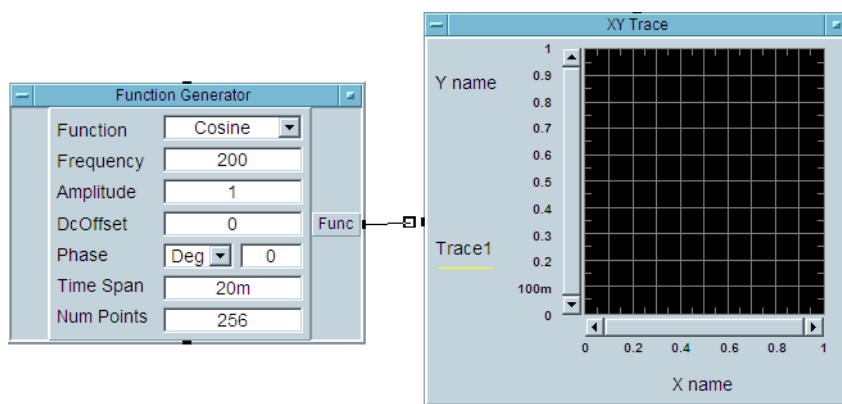 XY Trace
Function Generator
Function Cosine
Frequency 200
Amplitude 1
DcOffset 0
Phase Deg 0
Time Span 20m
Num Points 256
Func
Y name
Trace1
1
0.9
0.8
0.7
0.6
0.5
0.4
0.3
0.2
100m
0
0 0.2 0.4 0.6 0.8 1
X name